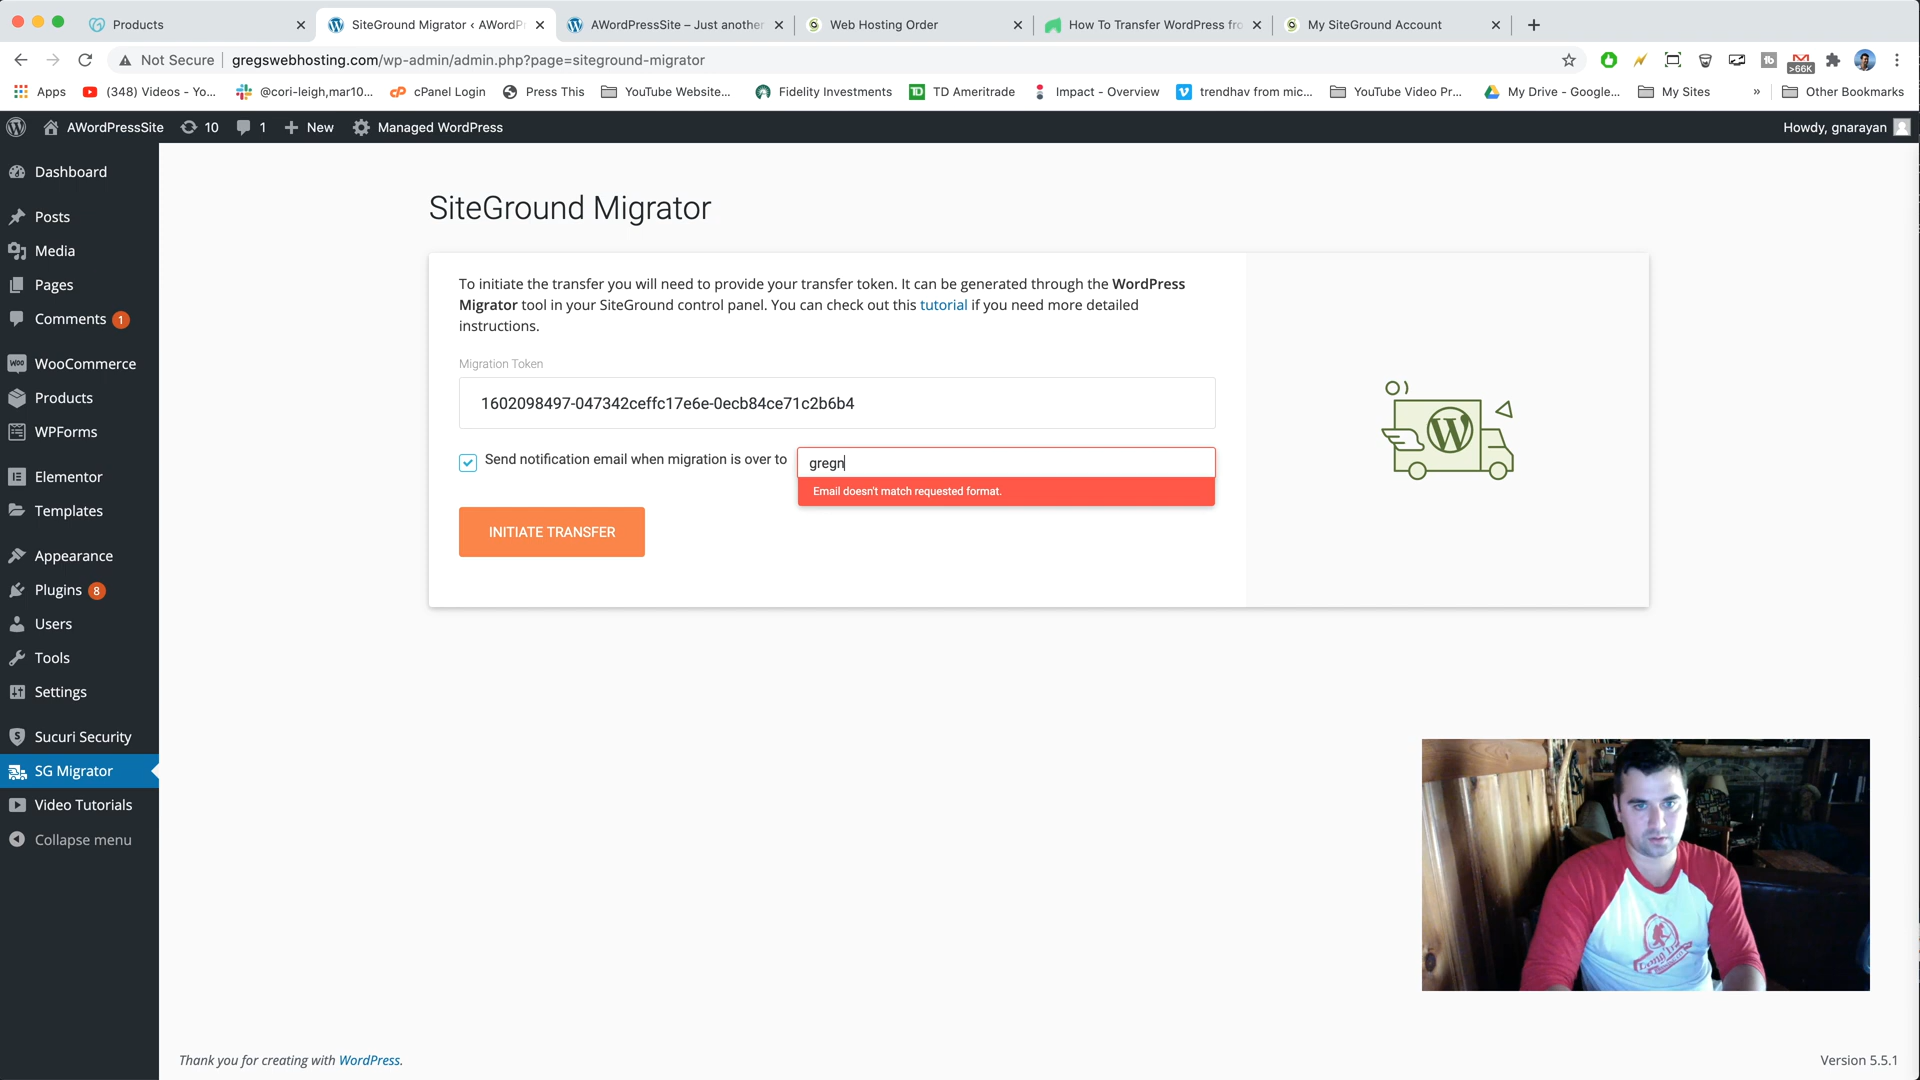 Products
SiteGround Migrator ‹ AWordPr
AWordPressSite – Just another
Web Hosting Order
How To Transfer WordPress fro
My SiteGround Account
Not Secure
gregswebhosting.com/wp-admin/admin.php?page=siteground-migrator
>66K
Apps
(348) Videos - Yo...
@cori-leigh,mar10...
cPanel Login
Press This
YouTube Website...
Fidelity Investments
TD Ameritrade
Impact - Overview
trendhav from mic...
YouTube Video Pr...
My Drive - Google...
My Sites
»
Other Bookmarks
AWordPressSite
10
1
New
Managed WordPress
Howdy, gnarayan
Dashboard
Posts
Media
Pages
Comments 1
WooCommerce
Products
WPForms
Elementor
Templates
Appearance
Plugins 8
Users
Tools
Settings
Sucuri Security
SG Migrator
Video Tutorials
Collapse menu
SiteGround Migrator
To initiate the transfer you will need to provide your transfer token. It can be generated through the WordPress
Migrator tool in your SiteGround control panel. You can check out this tutorial if you need more detailed
instructions.
Migration Token
1602098497-047342ceffc17e6e-0ecb84ce71c2b6b4
Send notification email when migration is over to
gregn
Email doesn't match requested format.
INITIATE TRANSFER
Thank you for creating with WordPress.
Version 5.5.1